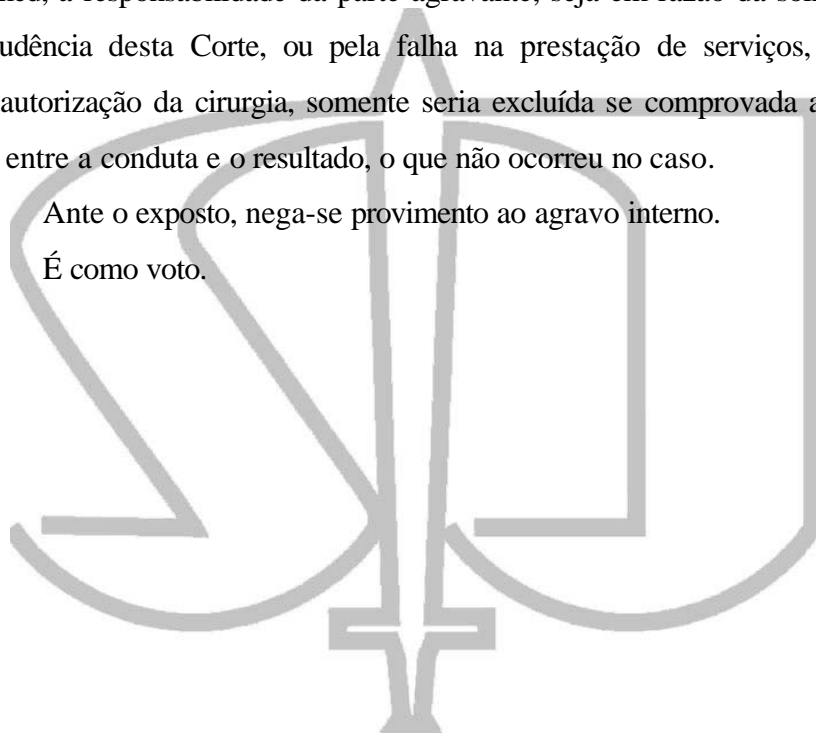 a responsabilidade da parte agravante, seja em razão da
desta Corte, ou pela falha na prestação de serviços,
autorização da cirurgia, somente seria excluída se comprovada a
entre a conduta e o resultado, o que não ocorreu no caso.
Ante o exposto, nega-se provimento ao agravo interno.
É como voto.